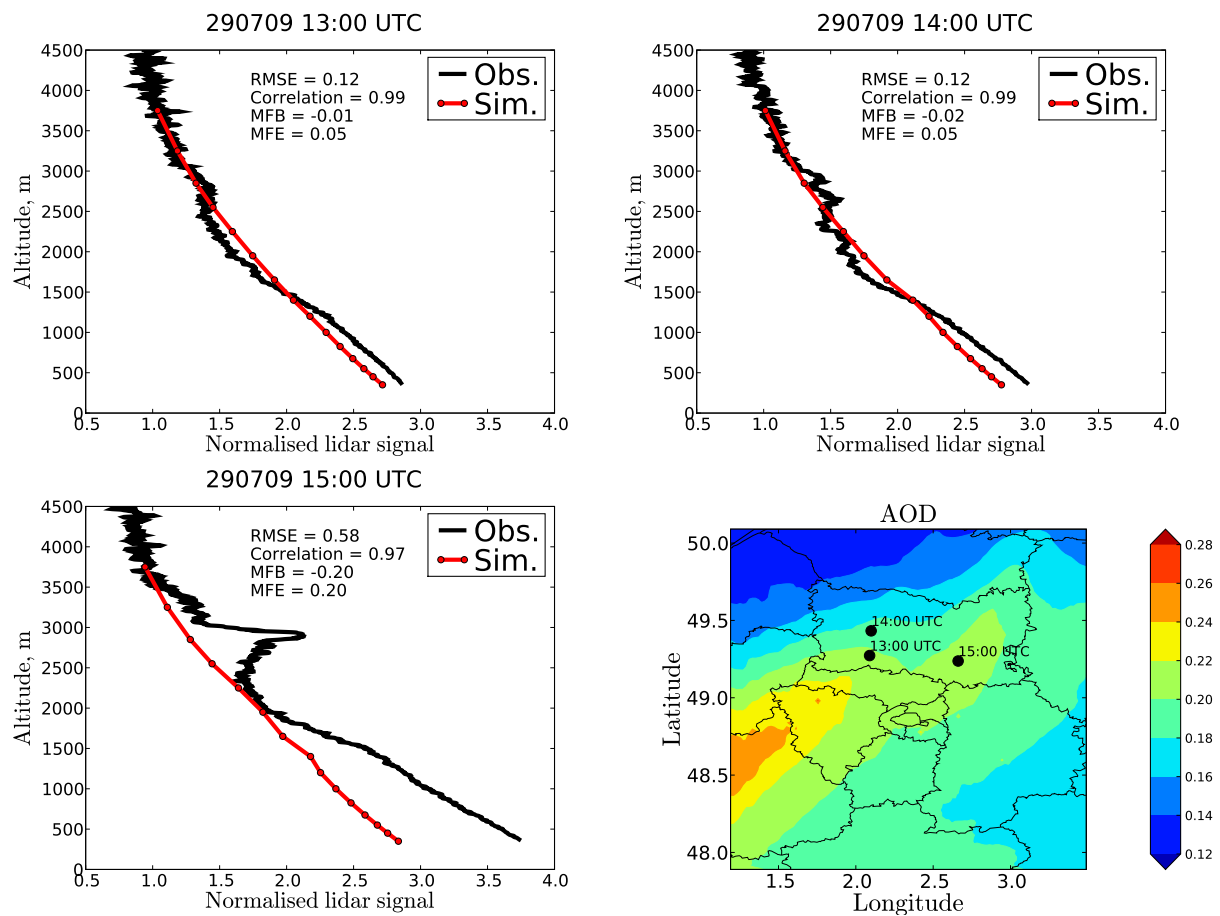 290709 13:00 UTC
4500
4000
3500
3000
2500
2000
1500
1000
500
0
Altitude, m
RMSE = 0.12
Correlation = 0.99
MFB = -0.01
MFE = 0.05
Obs.
Sim.
0.5 1.0 1.5 2.0 2.5 3.0 3.5 4.0
Normalised lidar signal
290709 14:00 UTC
4500
4000
3500
3000
2500
2000
1500
1000
500
0
Altitude, m
RMSE = 0.12
Correlation = 0.99
MFB = -0.02
MFE = 0.05
Obs.
Sim.
0.5 1.0 1.5 2.0 2.5 3.0 3.5 4.0
Normalised lidar signal
290709 15:00 UTC
4500
4000
3500
3000
2500
2000
1500
1000
500
0
Altitude, m
RMSE = 0.58
Correlation = 0.97
MFB = -0.20
MFE = 0.20
Obs.
Sim.
0.5 1.0 1.5 2.0 2.5 3.0 3.5 4.0
Normalised lidar signal
AOD
50.0
49.5
49.0
48.5
48.0
Latitude
14:00 UTC
13:00 UTC
15:00 UTC
1.5 2.0 2.5 3.0
Longitude
0.28
0.26
0.24
0.22
0.20
0.18
0.16
0.14
0.12